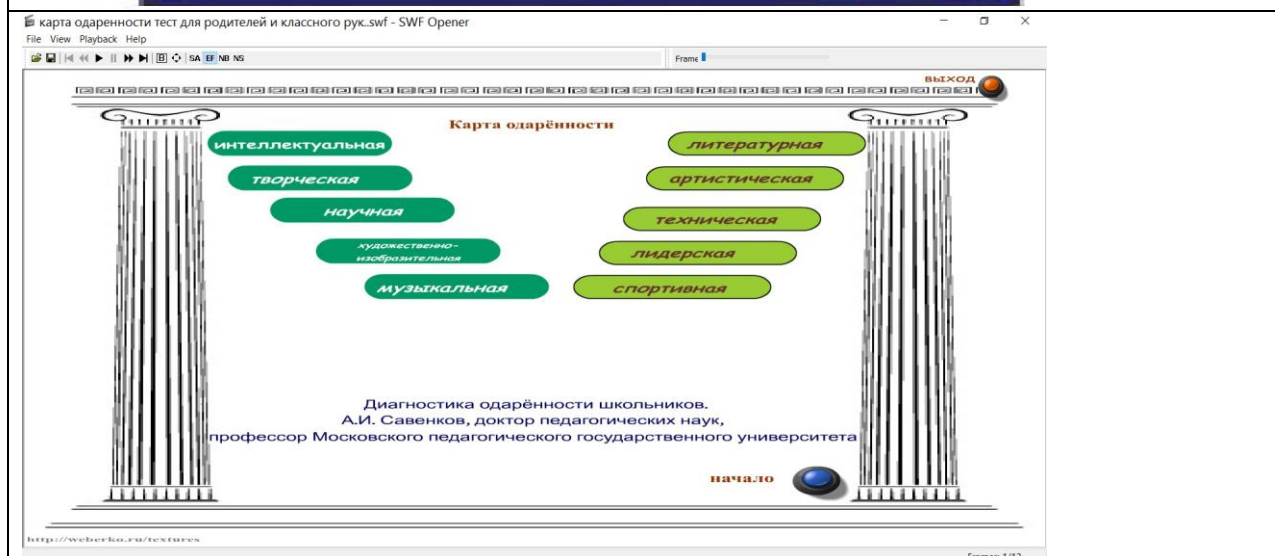 карта одаренности тест для родителей и классного рук..swf - SWF Opener
File View Playback Help
B SA EF NB NS Frame
выход
Карта одарённости
интеллектуальная
творческая
научная
художественно-
изобразительная
музыкальная
литературная
артистическая
техническая
лидерская
спортивная
Диагностика одарённости школьников.
А.И. Савенков, доктор педагогических наук,
профессор Московского педагогического государственного университета
начало
http://weberko.ru/textures